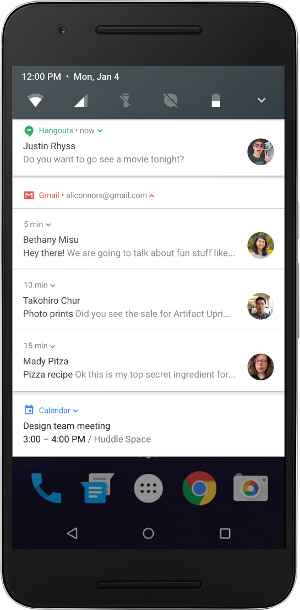 12:00 PM • Mon, Jan 4
Hangouts • now
Justin Rhyss
Do you want to go see a movie tonight?
Gmail • aliconnors@gmail.com
5 min
Bethany Misu
Hey there! We are going to talk about fun stuff like...
10 min
Takohiro Chur
Photo prints Did you see the sale for Artifact Upri...
15 min
Mady Pitza
Pizza recipe Ok this is my top secret ingredient for...
Calendar
Design team meeting
3:00 – 4:00 PM / Huddle Space